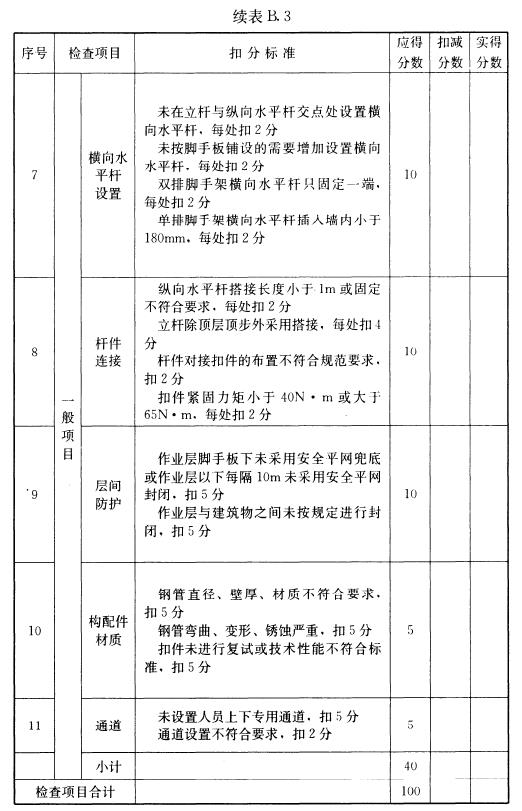 续表 B.3
序号 检查项目 扣分标准 应得分数 扣减分数 实得分数
一般项目
7 横向水平杆设置
未在立杆与纵向水平杆交点处设置横
向水平杆，每处扣 2 分
未按脚手板铺设的需要增加设置横向
水平杆，每处扣 2 分
双排脚手架横向水平杆只固定一端，
每处扣 2 分
单排脚手架横向水平杆插入墙内小于
180mm，每处扣 2 分
10
8 杆件连接
纵向水平杆搭接长度小于 1m 或固定
不符合要求，每处扣 2 分
立杆除顶层顶步外采用搭接，每处扣 4
分
杆件对接扣件的布置不符合规范要求，
扣 2 分
扣件紧固力矩小于 40N·m 或大于
65N·m，每处扣 2 分
10
9 层间防护
作业层脚手板下未采用安全平网兜底
或作业层以下每隔 10m 未采用安全平网
封闭，扣 5 分
作业层与建筑物之间未按规定进行封
闭，扣 5 分
10
10 构配件材质
钢管直径、壁厚、材质不符合要求，
扣 5 分
钢管弯曲、变形、锈蚀严重，扣 5 分
扣件未进行复试或技术性能不符合标
准，扣 5 分
5
11 通道
未设置人员上下专用通道，扣 5 分
通道设置不符合要求，扣 2 分
5
小计 40
检查项目合计 100